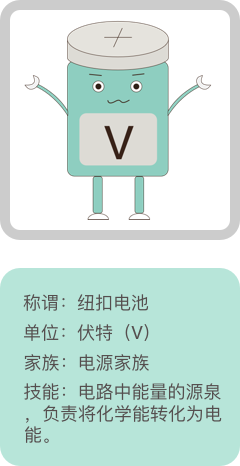 V
称谓：纽扣电池
单位：伏特（V）
家族：电源家族
技能：电路中能量的源泉
，负责将化学能转化为电
能。